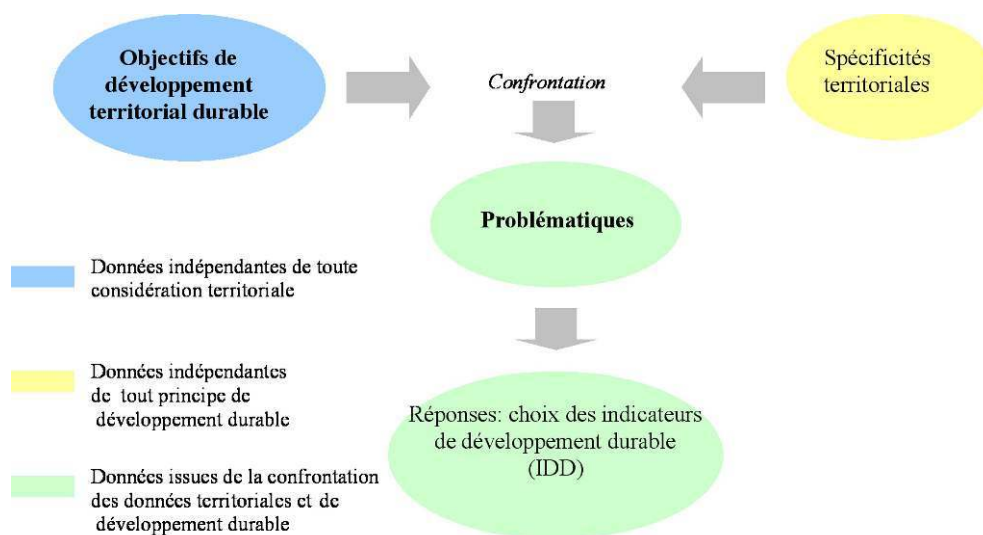 Objectifs de
développement
territorial durable
Confrontation
Spécificités
territoriales
Problématiques
Données indépendantes de toute
considération territoriale
Données indépendantes
de tout principe de
développement durable
Données issues de la confrontation
des données territoriales et de
développement durable
Réponses: choix des indicateurs
de développement durable
(IDD)